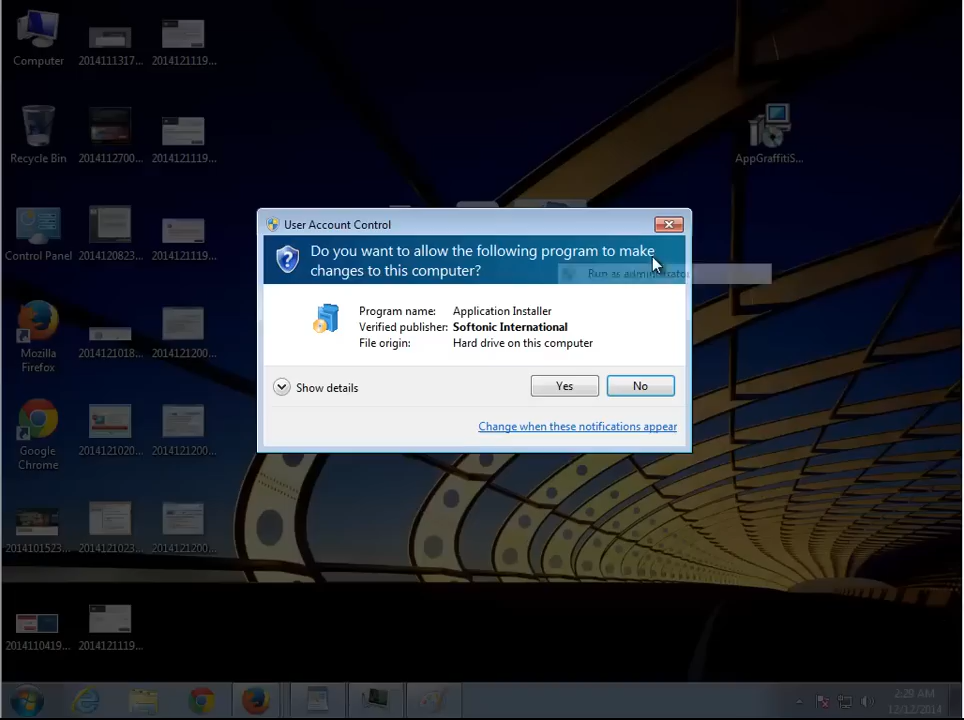 Computer
2014111317...
2014121119...
Recycle Bin
2014112700...
2014121119...
AppGraffitiS...
Control Panel
2014120823...
2014121119...
User Account Control
Do you want to allow the following program to make
changes to this computer?
Run as administrator
Program name: Application Installer
Verified publisher: Softonic International
File origin: Hard drive on this computer
Show details
Yes
No
Change when these notifications appear
Mozilla
Firefox
2014121018...
2014121200...
Google
Chrome
2014121020...
2014121200...
2014101523...
2014121023...
2014121200...
2014110419...
2014121119...
2:29 AM
12/12/2014